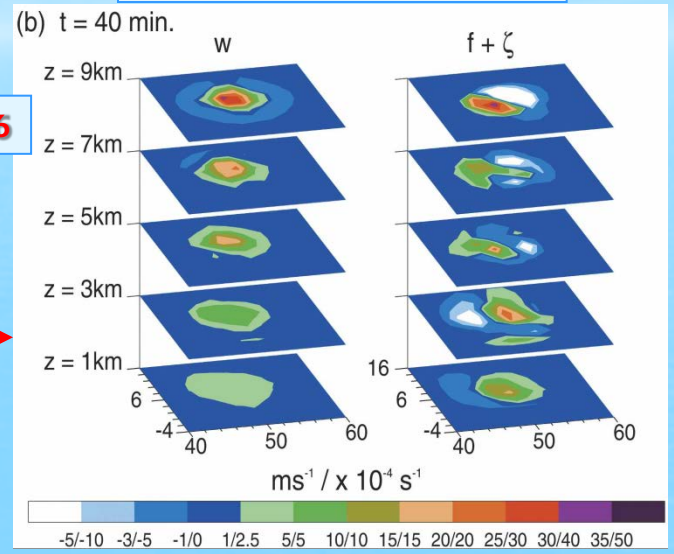 (b) t = 40 min.
w
f + ζ
z = 9km
6
z = 7km
z = 5km
z = 3km
z = 1km
16
6
-4
-4
40
50
60
40
50
60
ms⁻¹ / x 10⁻⁴ s⁻¹
-5/-10 -3/-5 -1/0 1/2.5 5/5 10/10 15/15 20/20 25/30 30/40 35/50